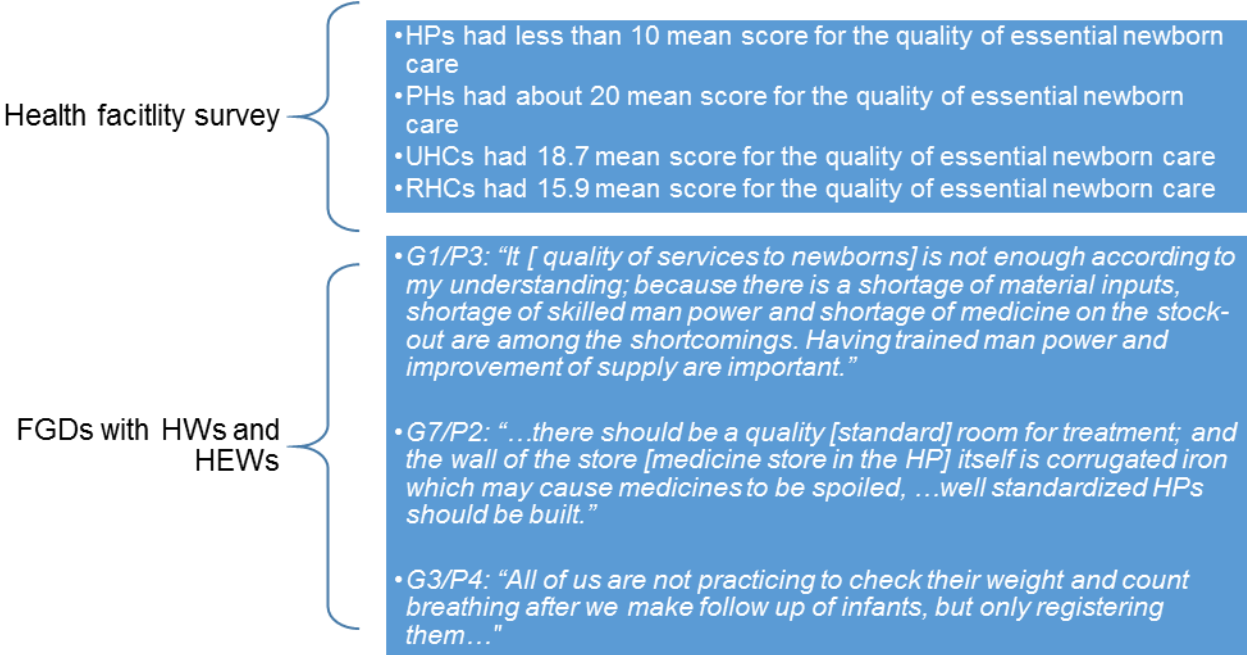 Health facitlity survey
•HPs had less than 10 mean score for the quality of essential newborn
care
•PHs had about 20 mean score for the quality of essential newborn
care
•UHCs had 18.7 mean score for the quality of essential newborn care
•RHCs had 15.9 mean score for the quality of essential newborn care
FGDs with HWs and
HEWs
•G1/P3: “It [ quality of services to newborns] is not enough according to
my understanding; because there is a shortage of material inputs,
shortage of skilled man power and shortage of medicine on the stock-
out are among the shortcomings. Having trained man power and
improvement of supply are important.”
•G7/P2: “…there should be a quality [standard] room for treatment; and
the wall of the store [medicine store in the HP] itself is corrugated iron
which may cause medicines to be spoiled, …well standardized HPs
should be built.”
•G3/P4: “All of us are not practicing to check their weight and count
breathing after we make follow up of infants, but only registering
them…"